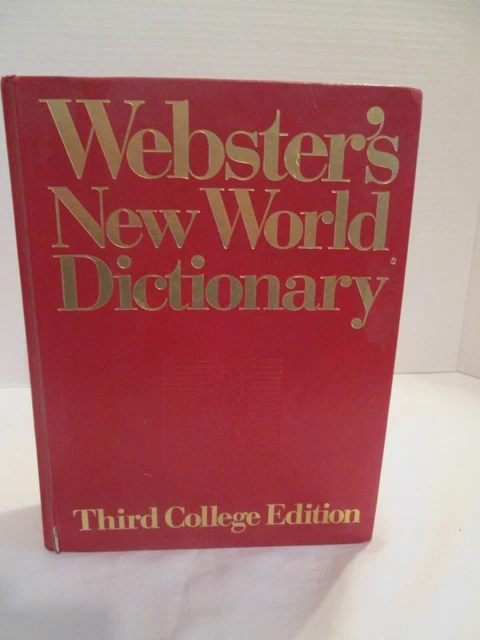 Webster's
New World
Dictionary
Third College Edition